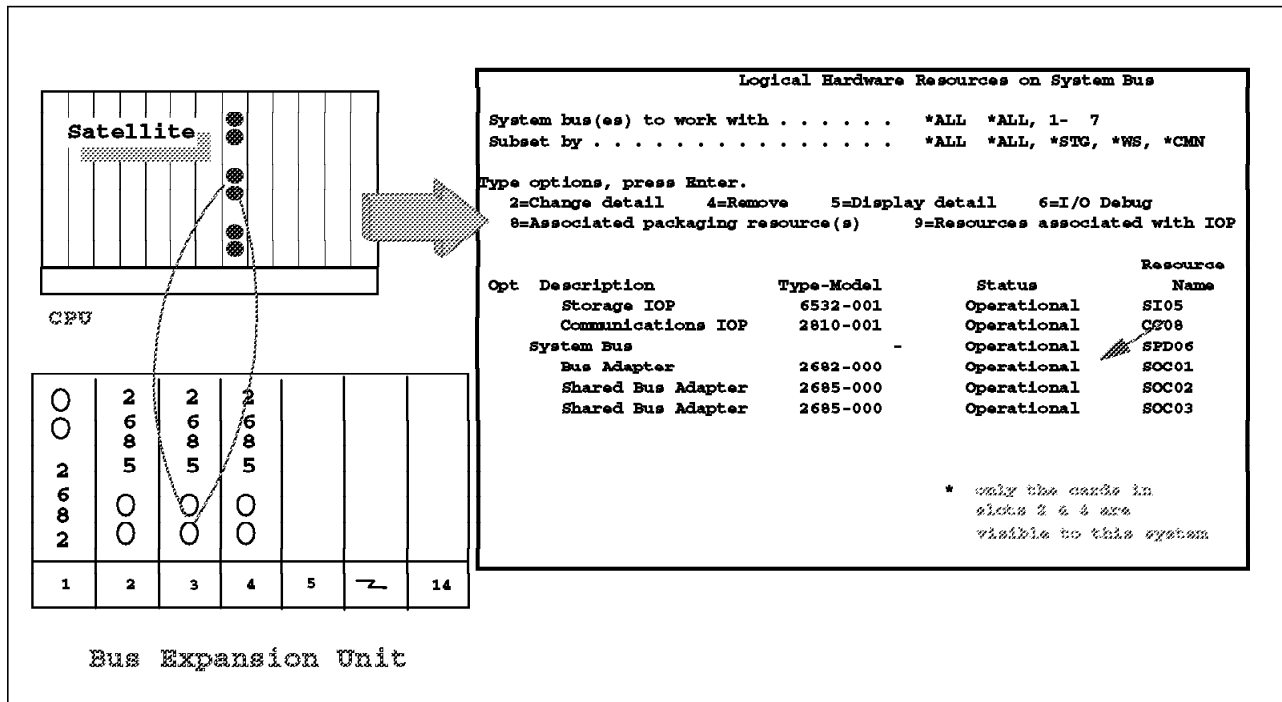 Satellite
CPU
2 2 2 2
6 6 6 6
8 8 8 8
2 5 5 5
1 2 3 4 5 14
Bus Expansion Unit
Logical Hardware Resources on System Bus
System bus(es) to work with . . . . . . *ALL *ALL, 1- 7
Subset by . . . . . . . . . . . . . . . *ALL *ALL, *STG, *WS, *CMN
Type options, press Enter.
2=Change detail 4=Remove 5=Display detail 6=I/O Debug
8=Associated packaging resource(s) 9=Resources associated with IOP
Resource
Opt Description Type-Model Status Name
Storage IOP 6532-001 Operational SI05
Communications IOP 2810-001 Operational CC08
System Bus - Operational SPD06
Bus Adapter 2682-000 Operational SOC01
Shared Bus Adapter 2685-000 Operational SOC02
Shared Bus Adapter 2685-000 Operational SOC03
* only the cards in
slots 2 & 4 are
visible to this system